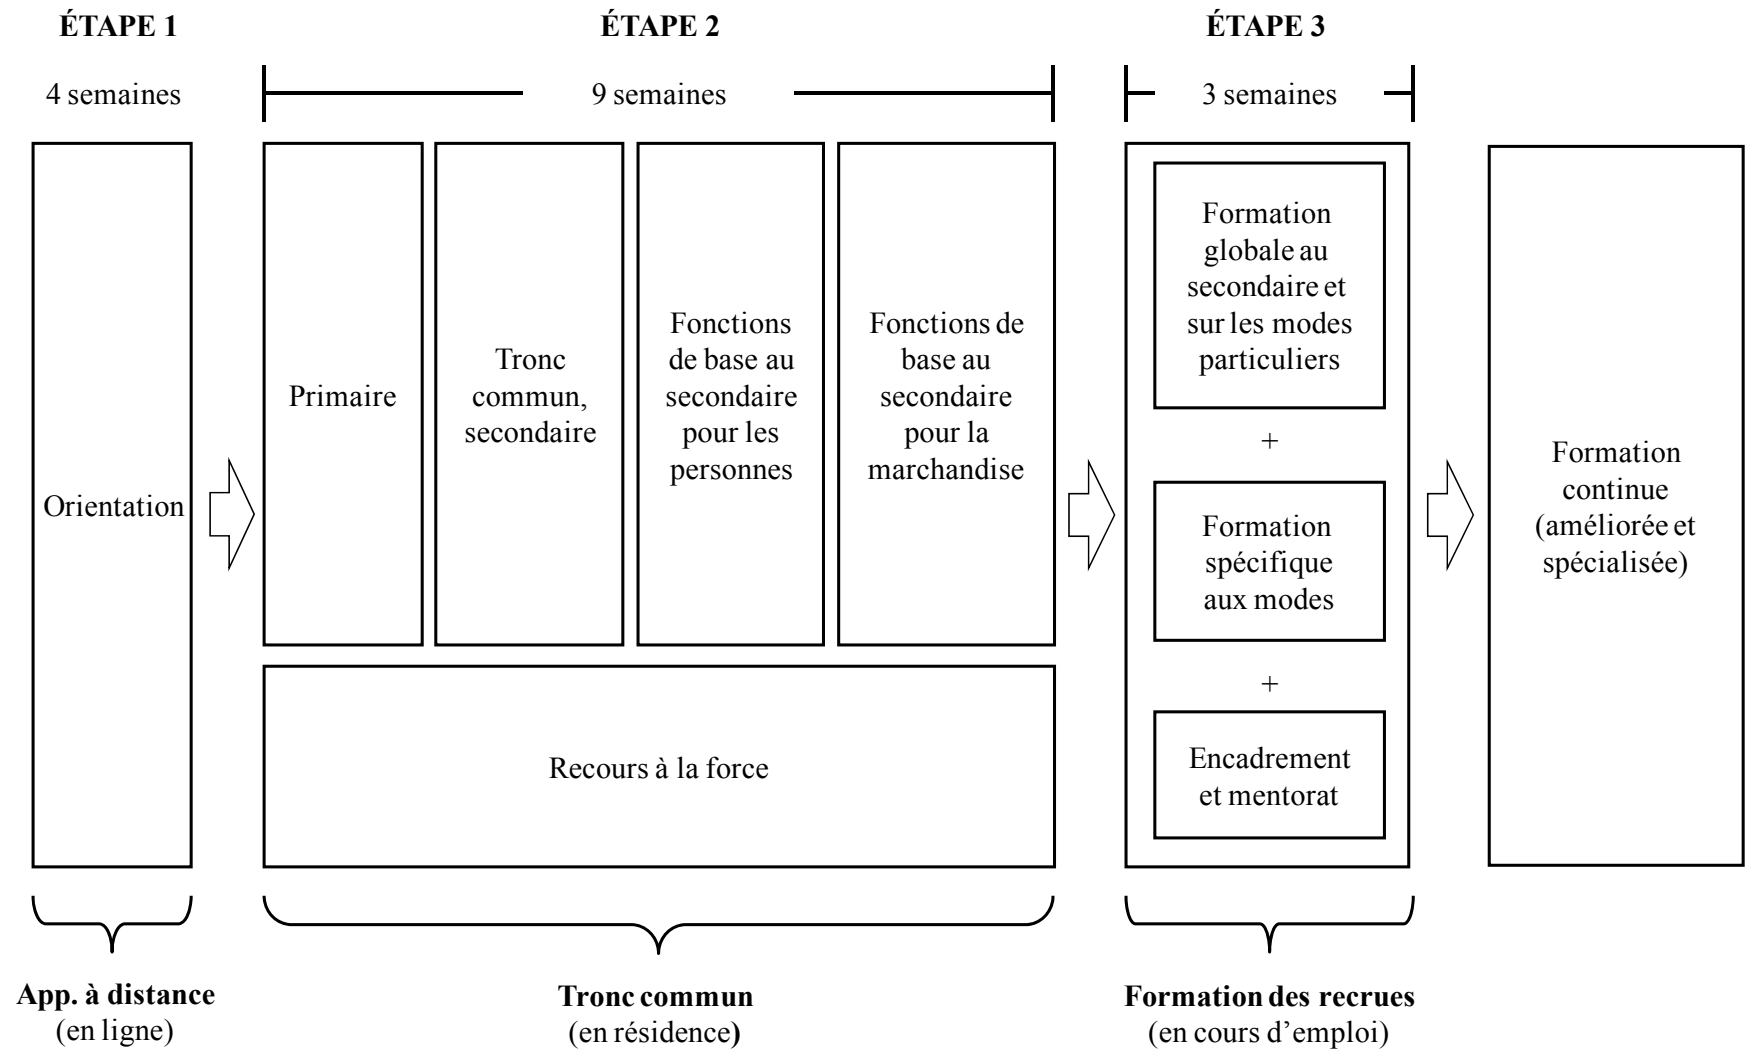 ÉTAPE 1
ÉTAPE 2
ÉTAPE 3
4 semaines
9 semaines
3 semaines
Orientation
Primaire
Tronc
commun,
secondaire
Fonctions
de base au
secondaire
pour les
personnes
Fonctions de
base au
secondaire
pour la
marchandise
Recours à la force
Formation
globale au
secondaire et
sur les modes
particuliers
+
Formation
spécifique
aux modes
+
Encadrement
et mentorat
Formation
continue
(améliorée et
spécialisée)
App. à distance
(en ligne)
Tronc commun
(en résidence)
Formation des recrues
(en cours d’emploi)